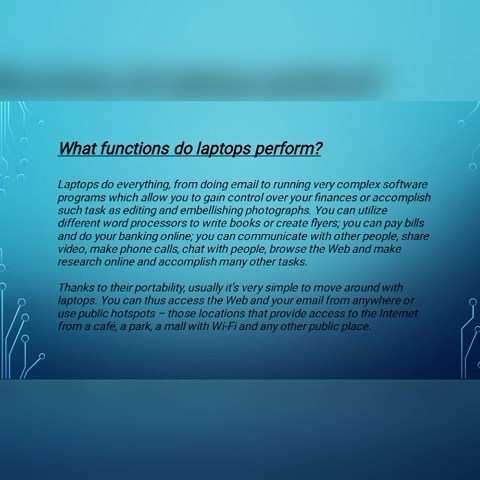 What functions do laptops perform?
Laptops do everything, from doing email to running very complex software
programs which allow you to gain control over your finances or accomplish
such task as editing and embellishing photographs. You can utilize
different word processors to write books or create flyers; you can pay bills
and do your banking online; you can communicate with other people, share
video, make phone calls, chat with people, browse the Web and make
research online and accomplish many other tasks.
Thanks to their portability, usually it's very simple to move around with
laptops. You can thus access the Web and your email from anywhere or
use public hotspots – those locations that provide access to the Internet
from a café, a park, a mall with Wi-Fi and any other public place.